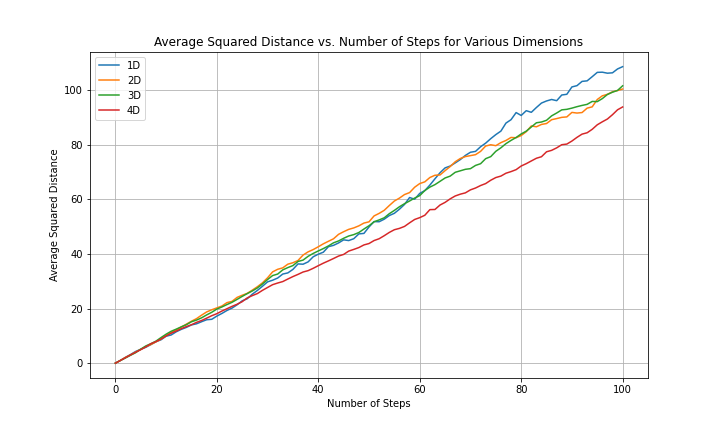 Average Squared Distance vs. Number of Steps for Various Dimensions
1D
2D
3D
4D
Average Squared Distance
100
80
60
40
20
0
0 20 40 60 80 100
Number of Steps